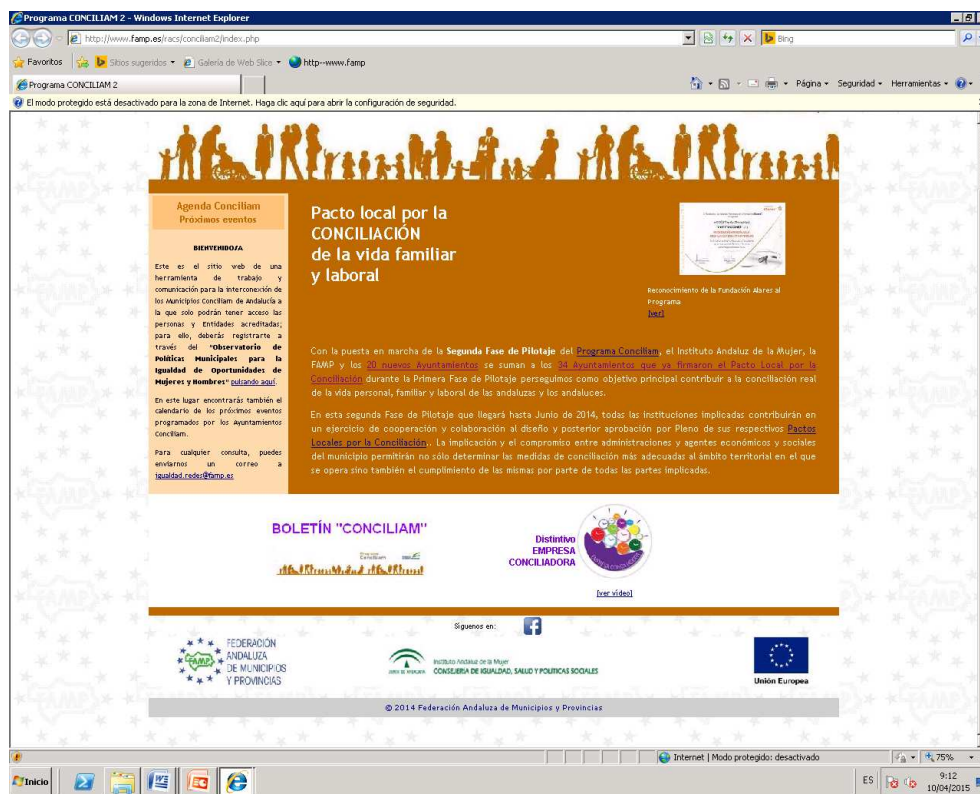 Programa CONCILIAM 2 - Windows Internet Explorer
http://www.famp.es/racs/conciliam2/index.php
Bing
Favoritos
Sitios sugeridos
Galería de Web Slice
http--www.famp
Programa CONCILIAM 2
Página
Seguridad
Herramientas
El modo protegido está desactivado para la zona de Internet. Haga clic aquí para abrir la configuración de seguridad.
Agenda Conciliam
Próximos eventos
BIENVENIDO/A
Este es el sitio web de una
herramienta de trabajo y
comunicación para la interconexión de
los Municipios Conciliam de Andalucía a
la que solo podrán tener acceso las
personas y Entidades acreditadas;
para ello, deberás registrarte a
través del "Observatorio de
Políticas Municipales para la
Igualdad de Oportunidades de
Mujeres y Hombres" pulsando aquí.
En este lugar encontrarás también el
calendario de los próximos eventos
programados por los Ayuntamientos
Conciliam.
Para cualquier consulta, puedes
enviarnos un correo a
igualdad.redes@famp.es
Pacto local por la
CONCILIACIÓN
de la vida familiar
y laboral
Reconocimiento de la Fundación Alares al
Programa
[ver]
Con la puesta en marcha de la Segunda Fase de Pilotaje del Programa Conciliam, el Instituto Andaluz de la Mujer, la
FAMP y los 20 nuevos Ayuntamientos se suman a los 34 Ayuntamientos que ya firmaron el Pacto Local por la
Conciliación durante la Primera Fase de Pilotaje perseguimos como objetivo principal contribuir a la conciliación real
de la vida personal, familiar y laboral de las andaluzas y los andaluces.
En esta segunda Fase de Pilotaje que llegará hasta Junio de 2014, todas las instituciones implicadas contribuirán en
un ejercicio de cooperación y colaboración al diseño y posterior aprobación por Pleno de sus respectivos Pactos
Locales por la Conciliación.. La implicación y el compromiso entre administraciones y agentes económicos y sociales
del municipio permitirán no sólo determinar las medidas de conciliación más adecuadas al ámbito territorial en el que
se opera sino también el cumplimiento de las mismas por parte de todas las partes implicadas.
BOLETÍN "CONCILIAM"
Conciliam
Distintivo
EMPRESA
CONCILIADORA
EMPRESA CONCILIADORA
[ver video]
Siguenos en:
FAMP
FEDERACIÓN
ANDALUZA
DE MUNICIPIOS
Y PROVINCIAS
JUNTA DE ANDALUCIA
Instituto Andaluz de la Mujer
CONSEJERÍA DE IGUALDAD, SALUD Y POLÍTICAS SOCIALES
Unión Europea
© 2014 Federación Andaluza de Municipios y Provincias
Internet | Modo protegido: desactivado
75%
Inicio
ES
9:12
10/04/2015